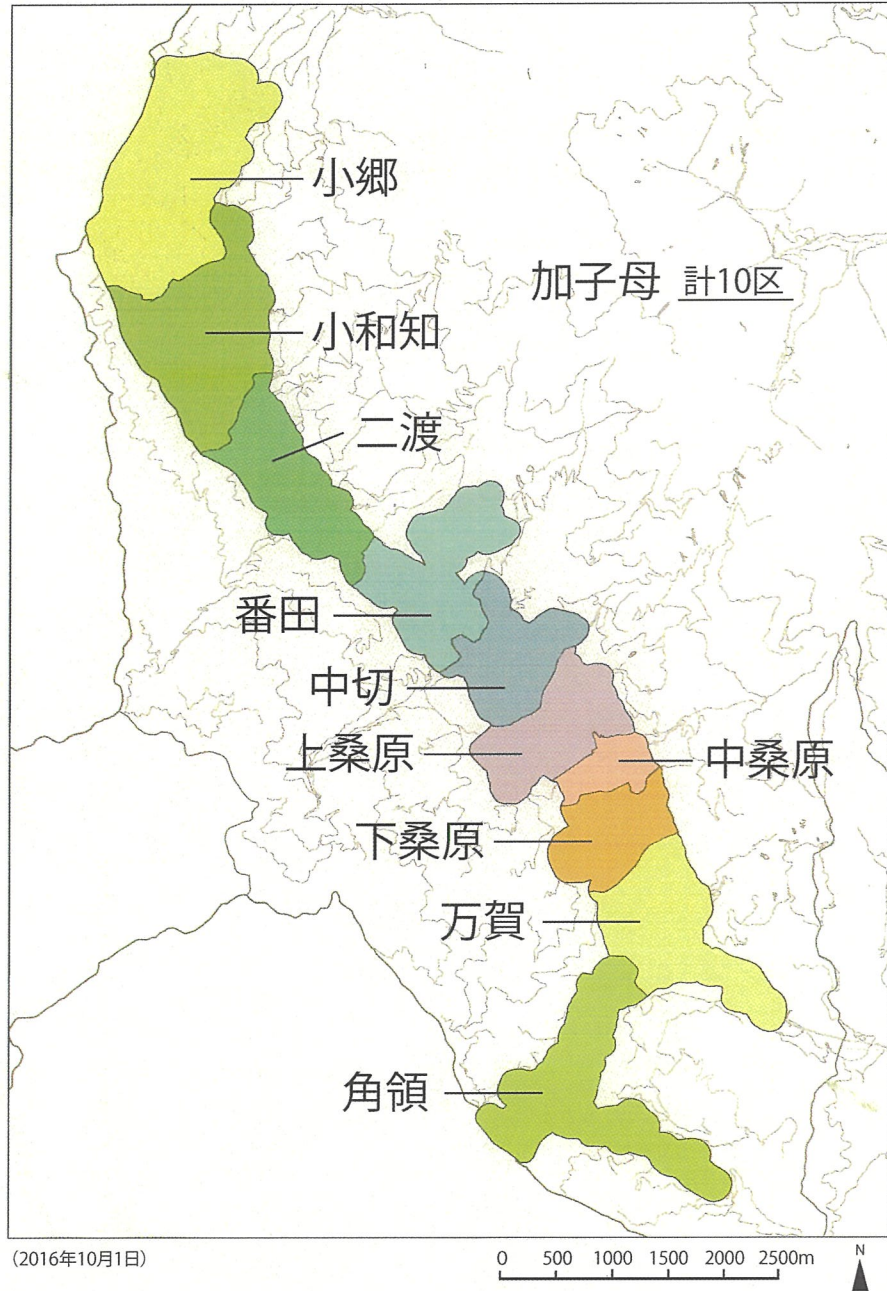 小郷
加子母 計10区
小和知
二渡
番田
中切
上桑原
中桑原
下桑原
万賀
角領
(2016年10月1日)
0 500 1000 1500 2000 2500m
N